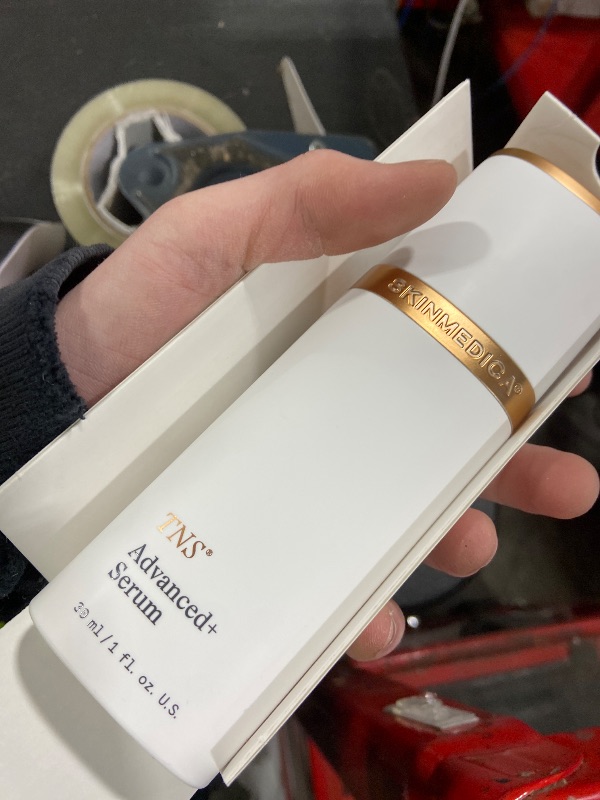 SKINMEDICA®
TNS®
Advanced+
Serum
30 ml/1 fl. oz. U.S.